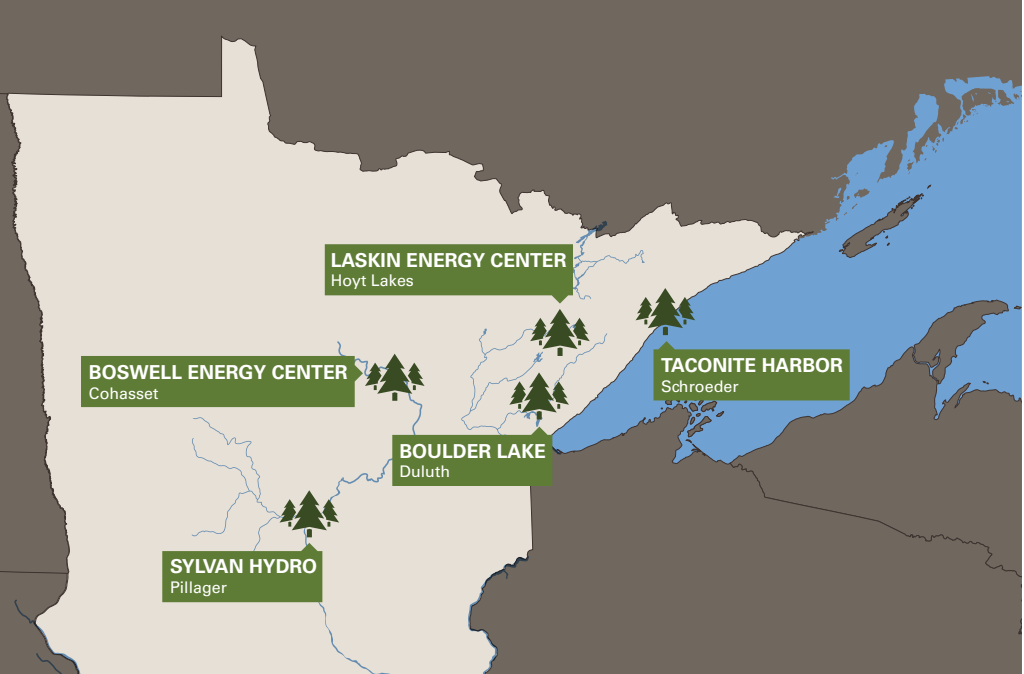 LASKIN ENERGY CENTER
Hoyt Lakes
BOSWELL ENERGY CENTER
Cohasset
TACONITE HARBOR
Schroeder
BOULDER LAKE
Duluth
SYLVAN HYDRO
Pillager